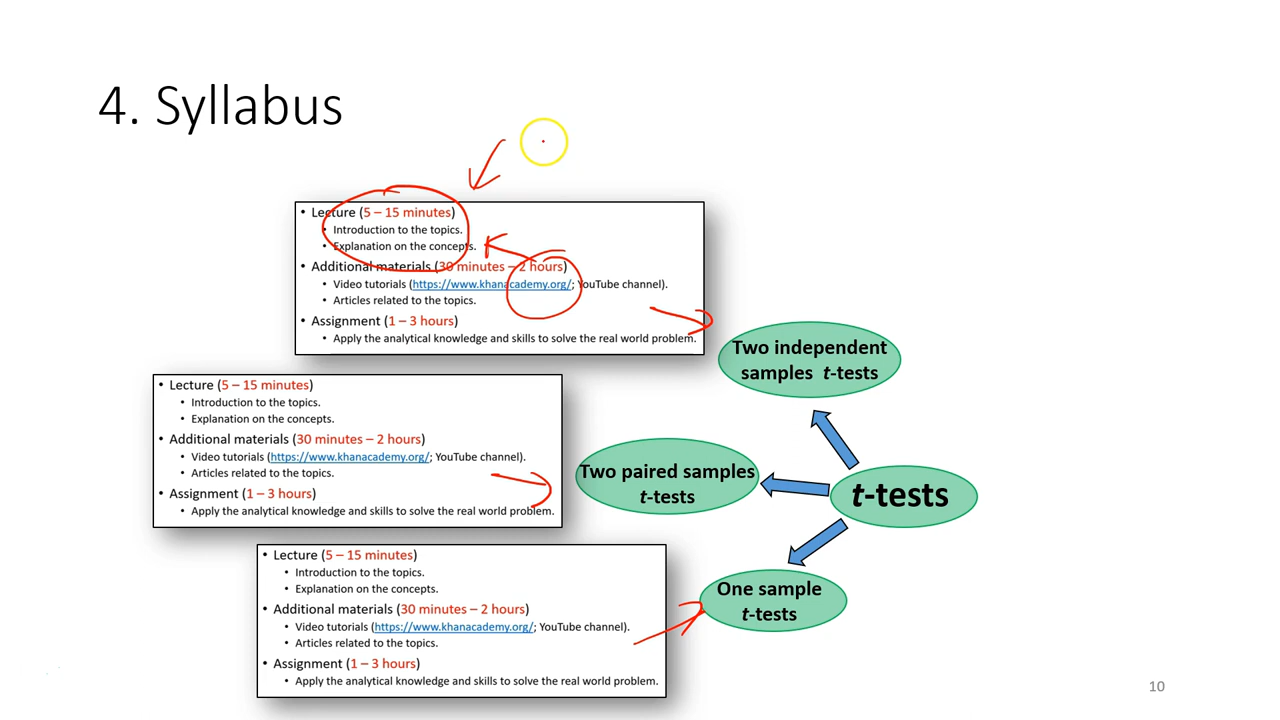 4. Syllabus
• Lecture (5 – 15 minutes)
• Introduction to the topics.
• Explanation on the concepts.
• Additional materials (30 minutes – 2 hours)
• Video tutorials (https://www.khanacademy.org/; YouTube channel).
• Articles related to the topics.
• Assignment (1 – 3 hours)
• Apply the analytical knowledge and skills to solve the real world problem.
Two independent
samples t-tests
• Lecture (5 – 15 minutes)
• Introduction to the topics.
• Explanation on the concepts.
• Additional materials (30 minutes – 2 hours)
• Video tutorials (https://www.khanacademy.org/; YouTube channel).
• Articles related to the topics.
• Assignment (1 – 3 hours)
• Apply the analytical knowledge and skills to solve the real world problem.
Two paired samples
t-tests
t-tests
• Lecture (5 – 15 minutes)
• Introduction to the topics.
• Explanation on the concepts.
• Additional materials (30 minutes – 2 hours)
• Video tutorials (https://www.khanacademy.org/; YouTube channel).
• Articles related to the topics.
• Assignment (1 – 3 hours)
• Apply the analytical knowledge and skills to solve the real world problem.
One sample
t-tests
10